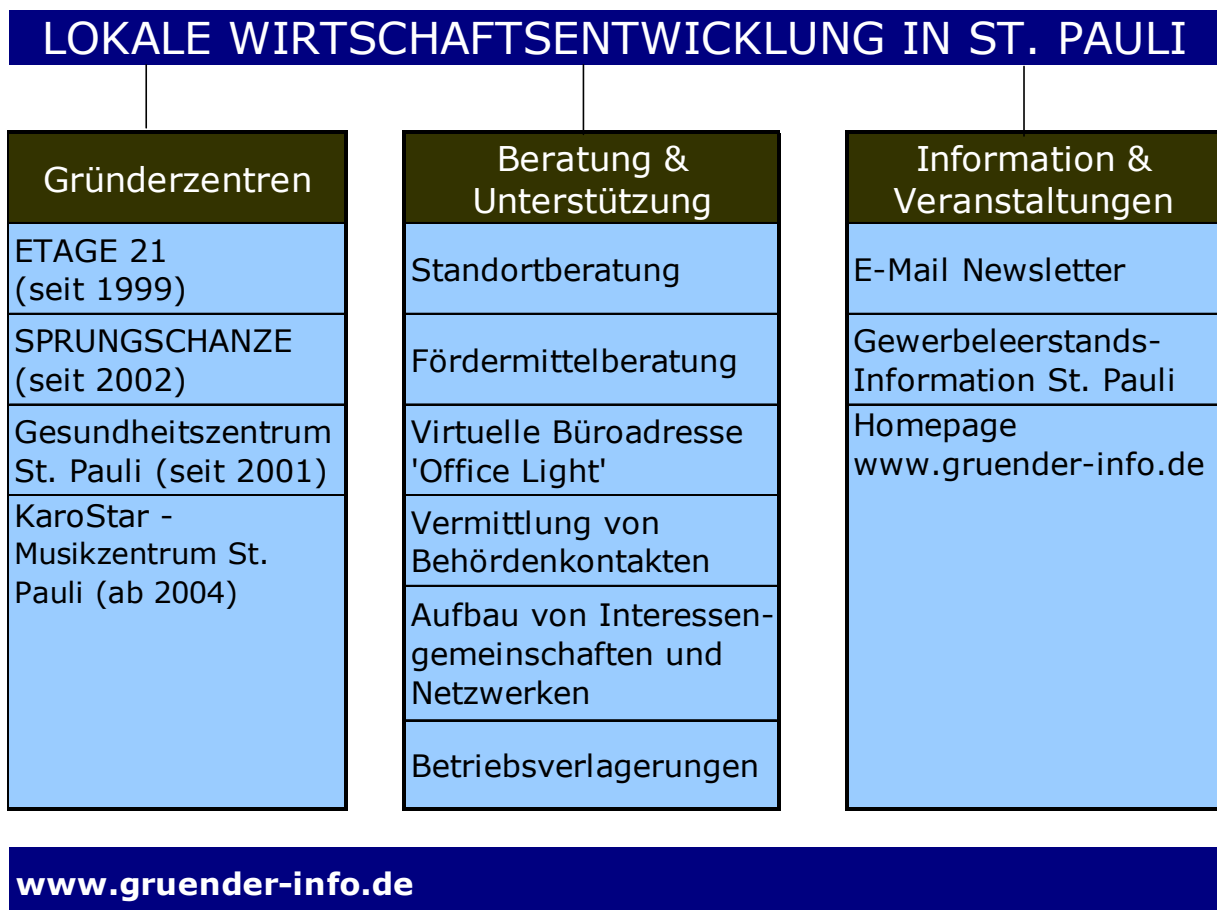 LOKALE WIRTSCHAFTSENTWICKLUNG IN ST. PAULI
Gründerzentren
ETAGE 21
(seit 1999)
SPRUNGSCHANZE
(seit 2002)
Gesundheitszentrum
St. Pauli (seit 2001)
KaroStar -
Musikzentrum St.
Pauli (ab 2004)
Beratung &
Unterstützung
Standortberatung
Fördermittelberatung
Virtuelle Büroadresse
'Office Light'
Vermittlung von
Behördenkontakten
Aufbau von Interessen-
gemeinschaften und
Netzwerken
Betriebsverlagerungen
Information &
Veranstaltungen
E-Mail Newsletter
Gewerbeleerstands-
Information St. Pauli
Homepage
www.gruender-info.de
www.gruender-info.de